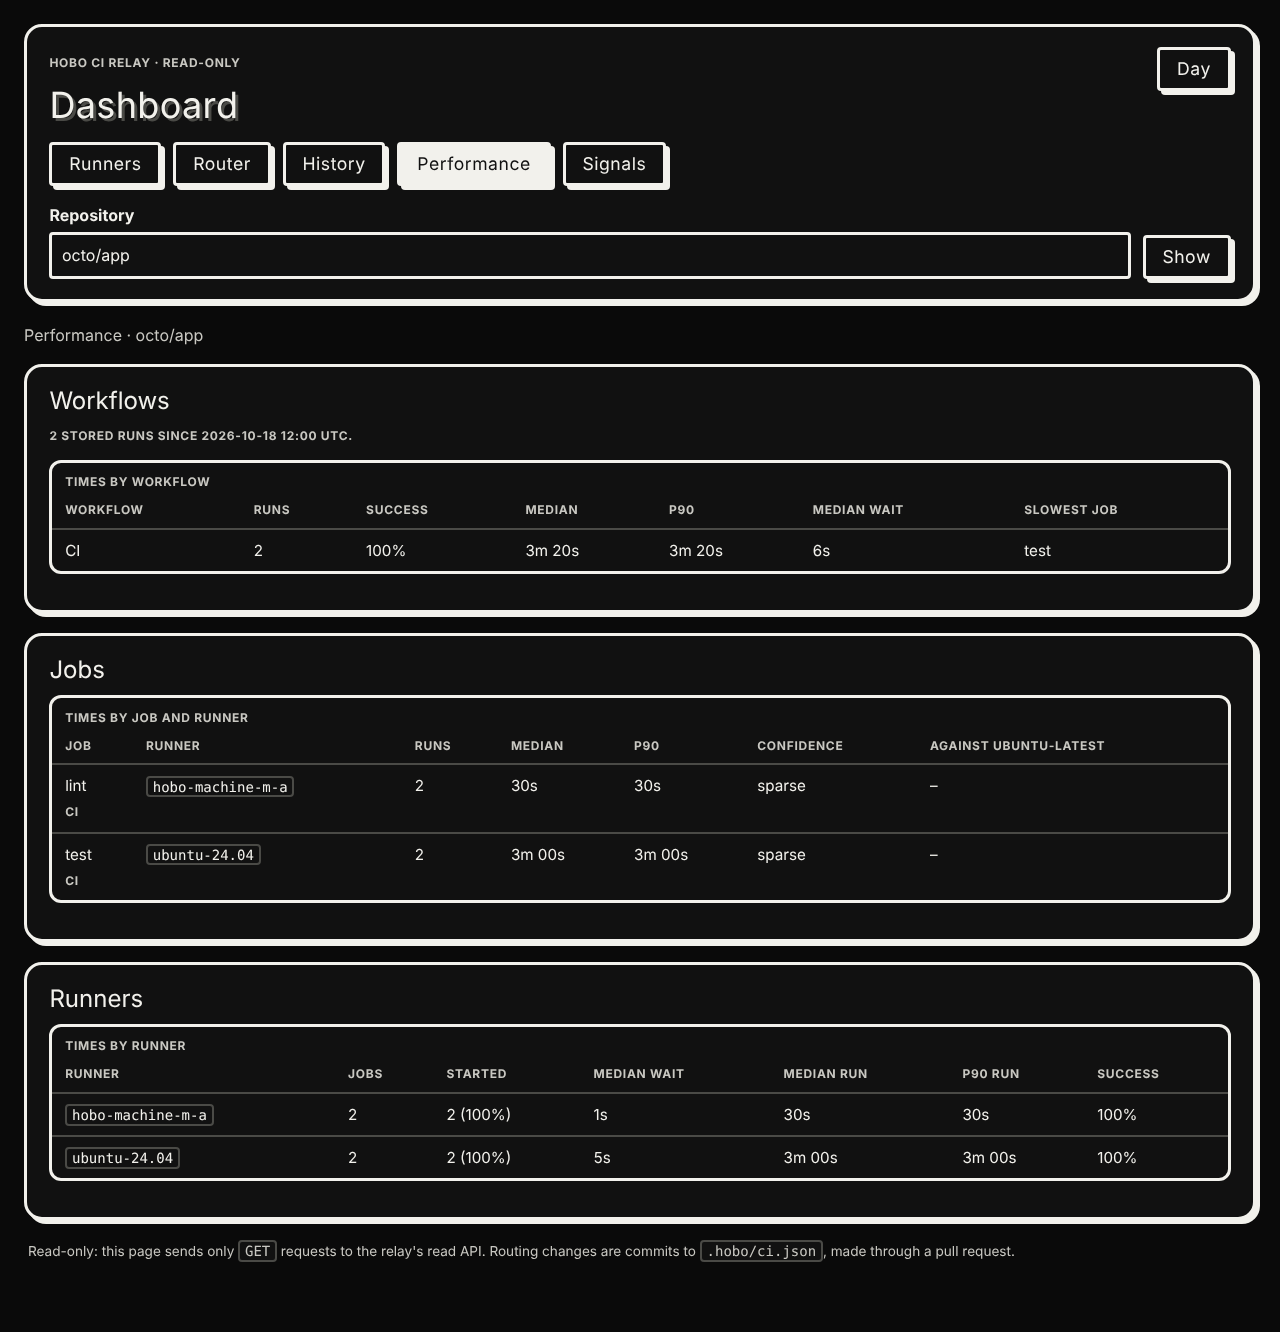 HOBO CI RELAY · READ-ONLY
Day
Dashboard
Runners Router History Performance Signals
Repository
octo/app Show
Performance · octo/app
Workflows
2 STORED RUNS SINCE 2026-10-18 12:00 UTC.
TIMES BY WORKFLOW
WORKFLOW RUNS SUCCESS MEDIAN P90 MEDIAN WAIT SLOWEST JOB
CI 2 100% 3m 20s 3m 20s 6s test
Jobs
TIMES BY JOB AND RUNNER
JOB RUNNER RUNS MEDIAN P90 CONFIDENCE AGAINST UBUNTU-LATEST
lint hobo-machine-m-a 2 30s 30s sparse –
CI
test ubuntu-24.04 2 3m 00s 3m 00s sparse –
CI
Runners
TIMES BY RUNNER
RUNNER JOBS STARTED MEDIAN WAIT MEDIAN RUN P90 RUN SUCCESS
hobo-machine-m-a 2 2 (100%) 1s 30s 30s 100%
ubuntu-24.04 2 2 (100%) 5s 3m 00s 3m 00s 100%
Read-only: this page sends only GET requests to the relay's read API. Routing changes are commits to .hobo/ci.json, made through a pull request.